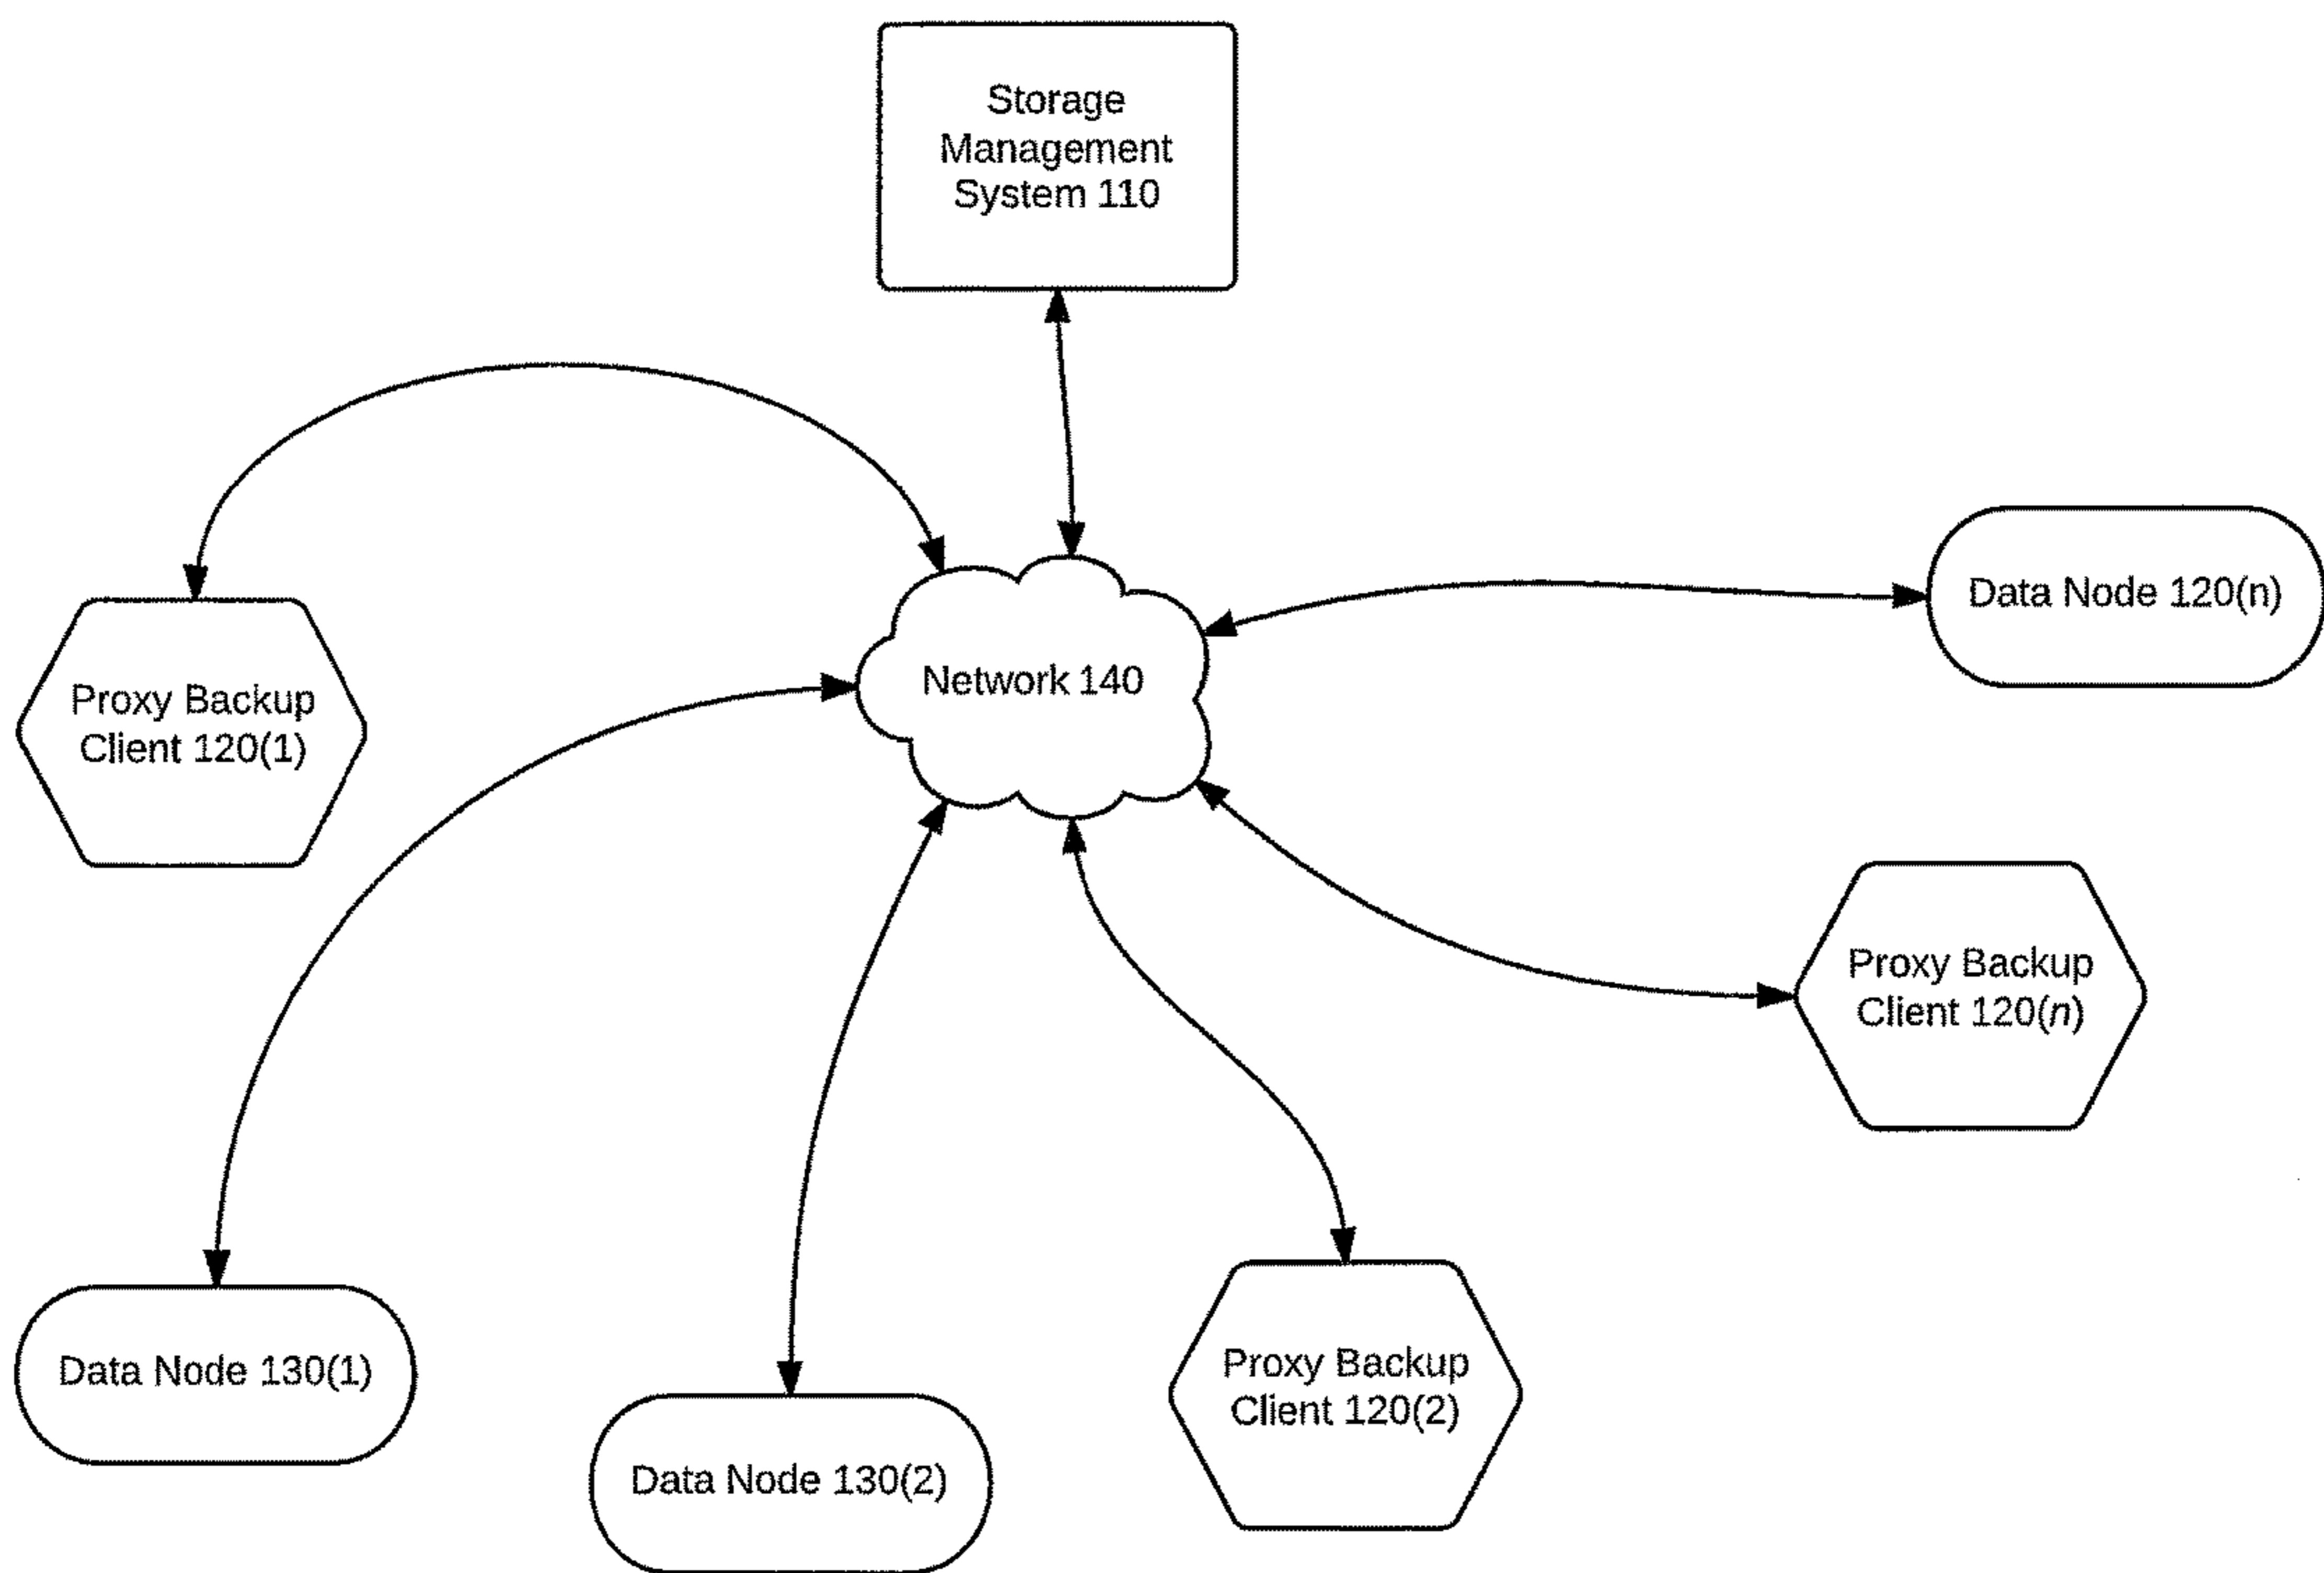 Storage
Management
System 110
Data Node 120(n)
Network 140
Proxy Backup
Client 120(1)
Proxy Backup
Client 120(n)
Data Node 130(1)
Proxy Backup
Client 120(2)
Data Node 130(2)